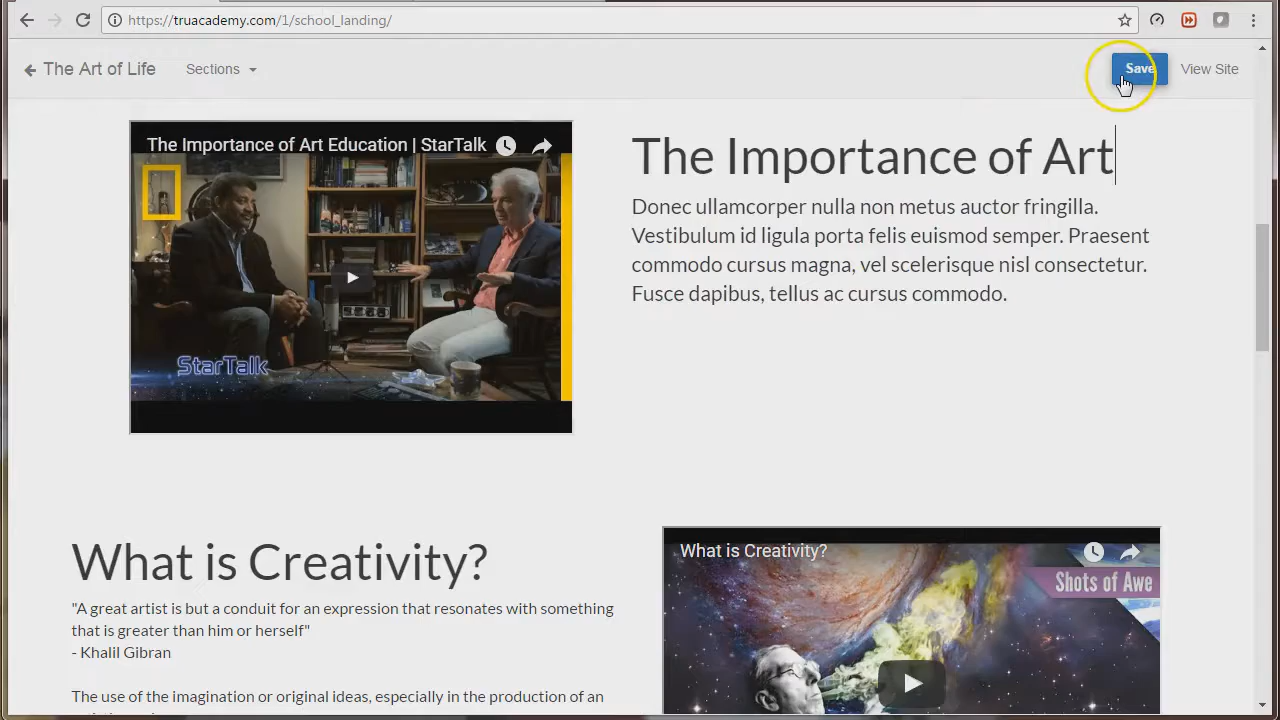 https://truacademy.com/1/school_landing/
The Art of Life
Sections
Save
View Site
The Importance of Art Education | StarTalk
StarTalk
The Importance of Art
Donec ullamcorper nulla non metus auctor fringilla.
Vestibulum id ligula porta felis euismod semper. Praesent
commodo cursus magna, vel scelerisque nisl consectetur.
Fusce dapibus, tellus ac cursus commodo.
What is Creativity?
"A great artist is but a conduit for an expression that resonates with something
that is greater than him or herself"
- Khalil Gibran
The use of the imagination or original ideas, especially in the production of an
What is Creativity?
Shots of Awe